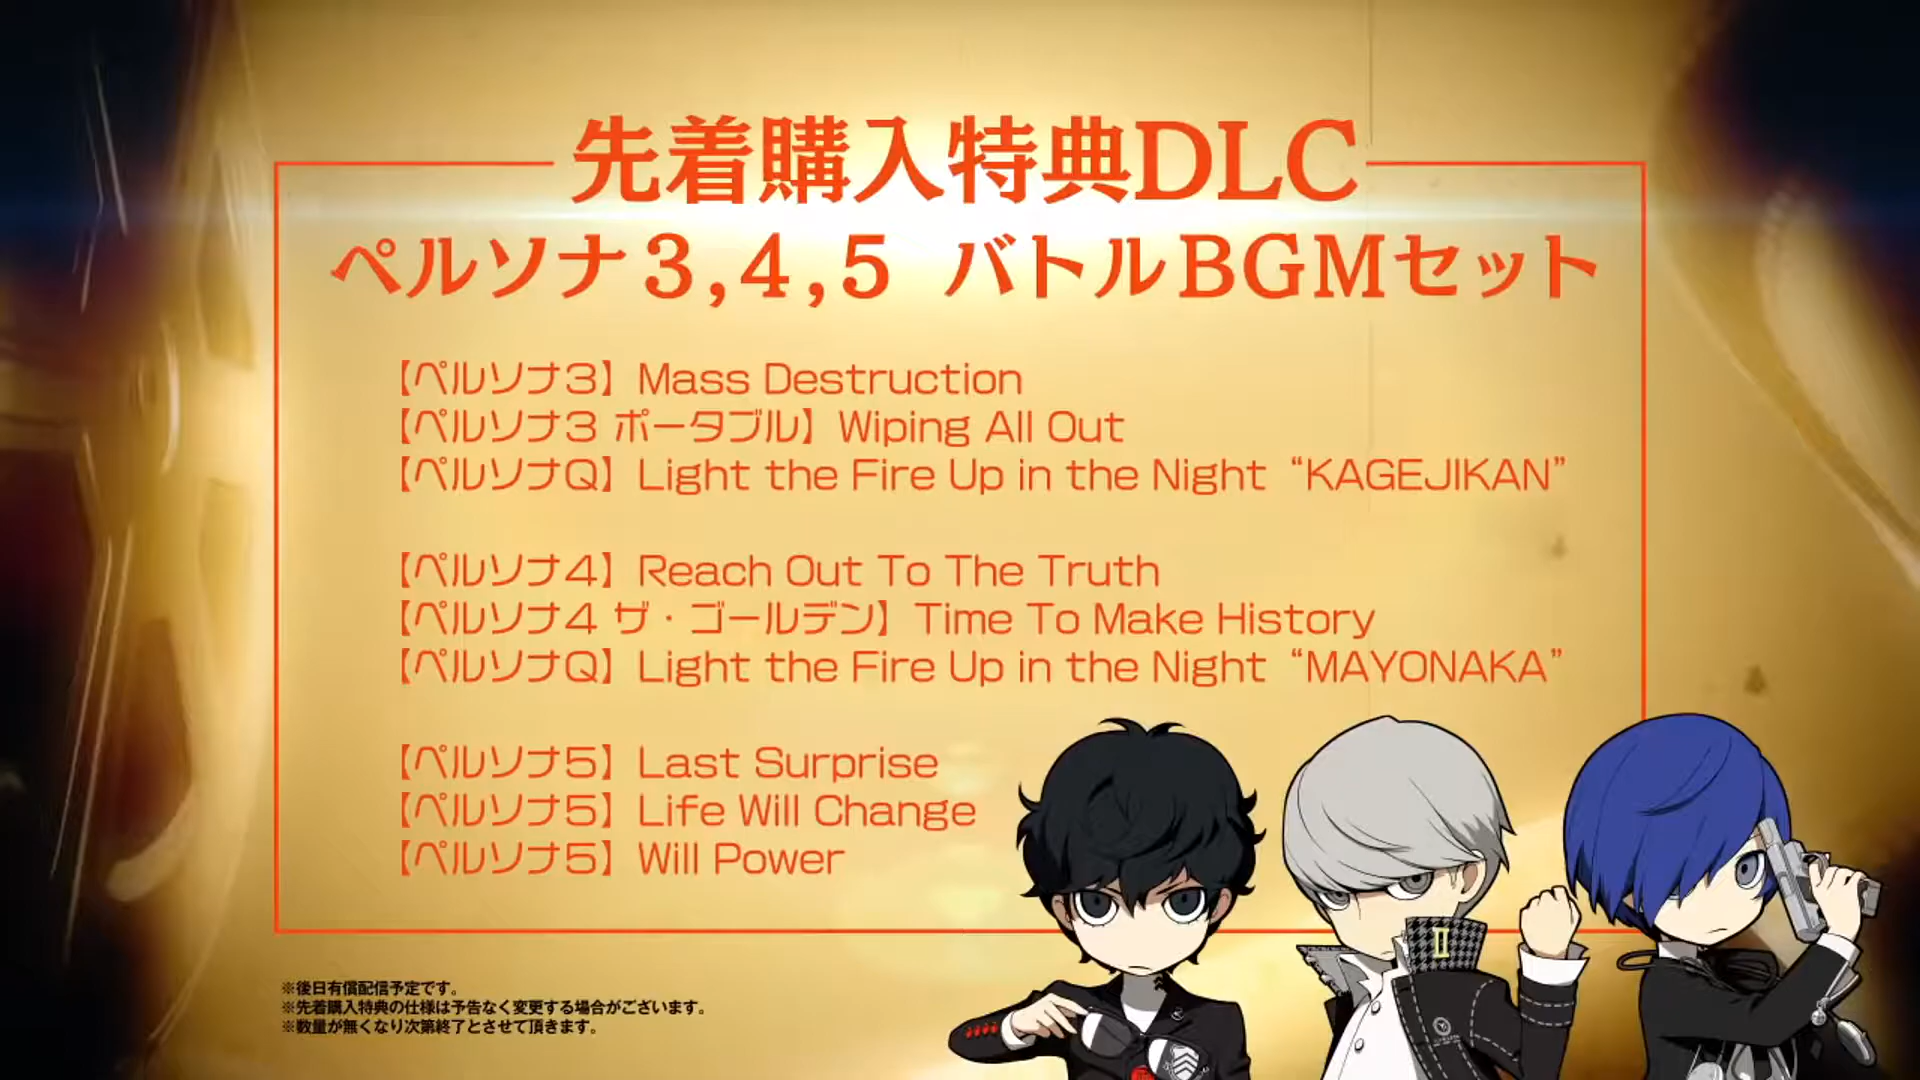 先着購入特典DLC
ペルソナ3,4,5 バトルBGMセット
【ペルソナ3】Mass Destruction
【ペルソナ3 ポータブル】Wiping All Out
【ペルソナQ】Light the Fire Up in the Night “KAGEJIKAN”
【ペルソナ4】Reach Out To The Truth
【ペルソナ4 ザ・ゴールデン】Time To Make History
【ペルソナQ】Light the Fire Up in the Night “MAYONAKA”
【ペルソナ5】Last Surprise
【ペルソナ5】Life Will Change
【ペルソナ5】Will Power
II
※後日有償配信予定です。
※先着購入特典の仕様は予告なく変更する場合がございます。
※数量が無くなり次第終了とさせて頂きます。